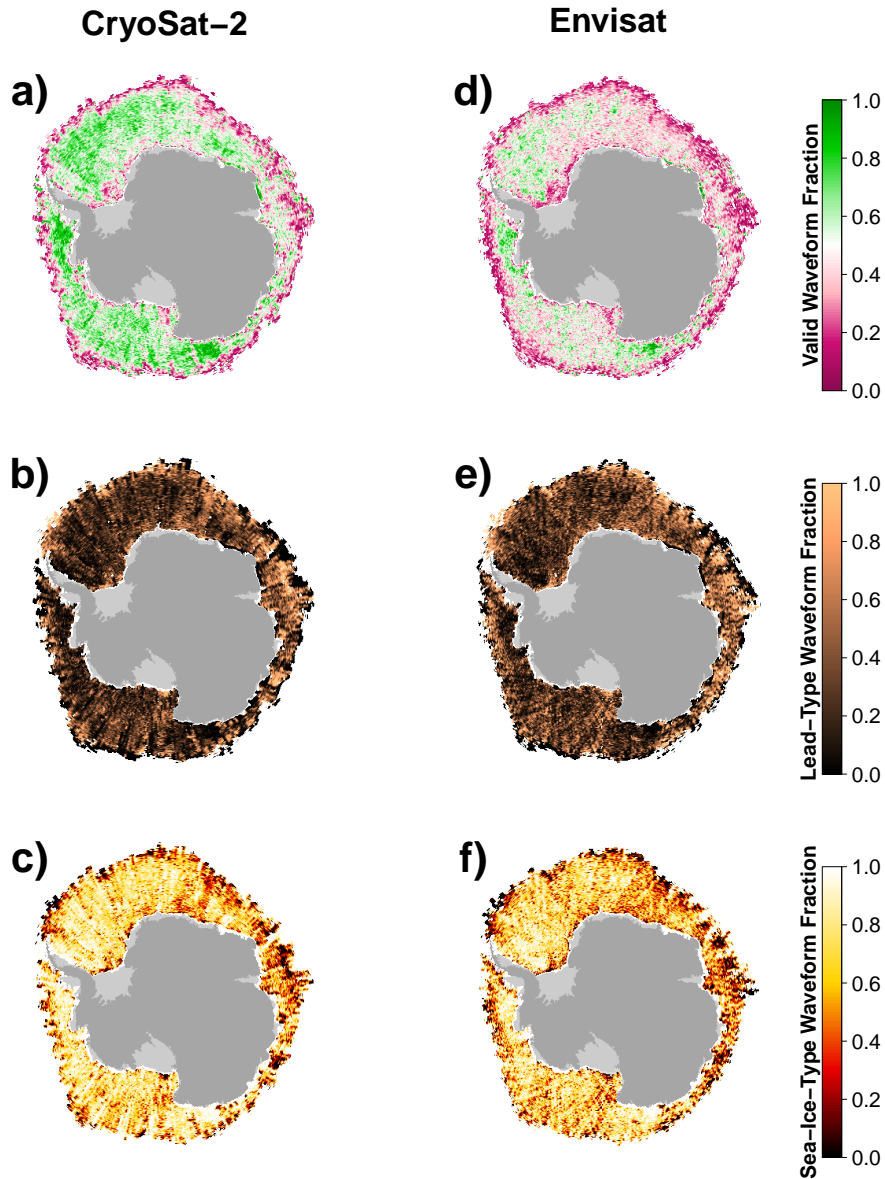 CryoSat−2
Envisat
a)
d)
Valid Waveform Fraction
1.0
0.8
0.6
0.4
0.2
0.0
b)
e)
Lead−Type Waveform Fraction
1.0
0.8
0.6
0.4
0.2
0.0
c)
f)
Sea−Ice−Type Waveform Fraction
1.0
0.8
0.6
0.4
0.2
0.0